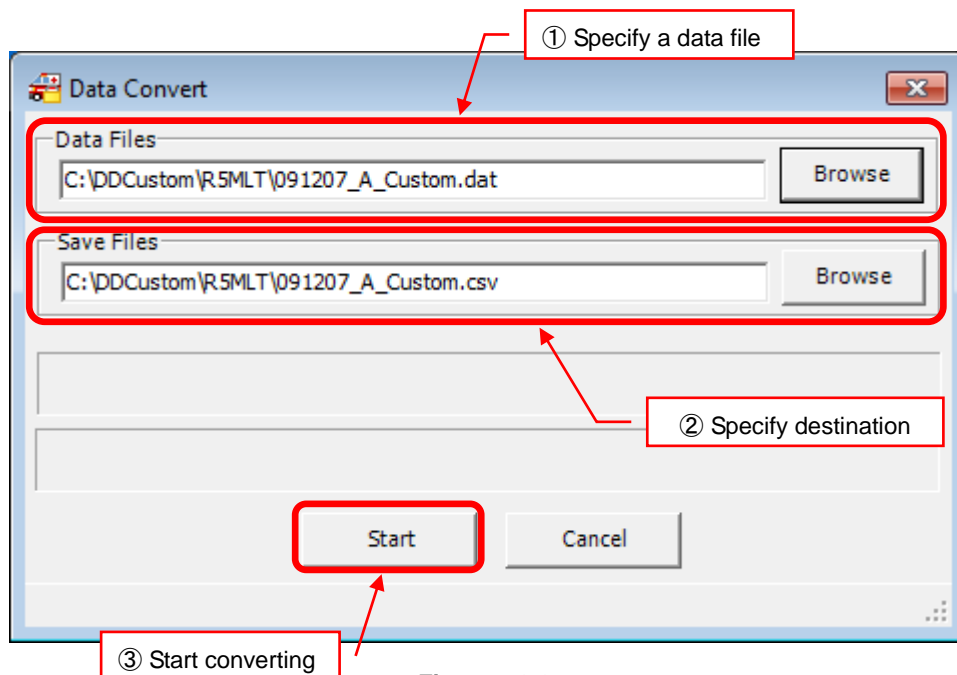 ① Specify a data file
Data Convert
Data Files
C:\DDCustom\R5MLT\091207_A_Custom.dat
Browse
Save Files
C:\DDCustom\R5MLT\091207_A_Custom.csv
Browse
② Specify destination
Start
Cancel
③ Start converting